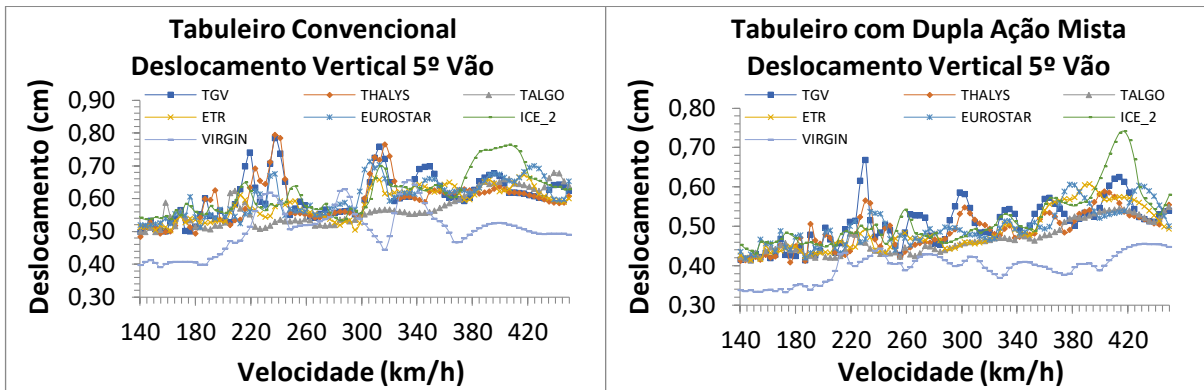 Tabuleiro Convencional
Deslocamento Vertical 5º Vão
TGV THALYS TALGO
ETR EUROSTAR ICE_2
VIRGIN
Deslocamento (cm)
0,90
0,80
0,70
0,60
0,50
0,40
0,30
140 180 220 260 300 340 380 420
Velocidade (km/h)
Tabuleiro com Dupla Ação Mista
Deslocamento Vertical 5º Vão
TGV THALYS TALGO
ETR EUROSTAR ICE_2
VIRGIN
Deslocamento (cm)
0,80
0,70
0,60
0,50
0,40
0,30
140 180 220 260 300 340 380 420
Velocidade (km/h)